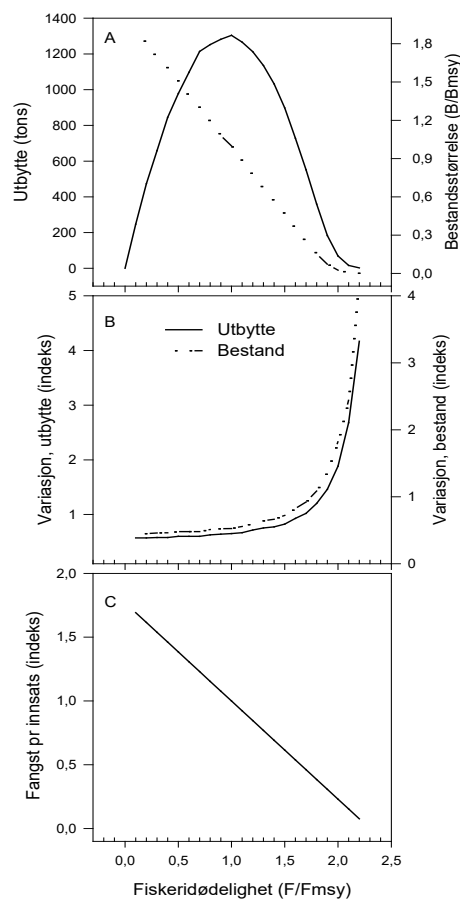 A
Utbytte (tons)
1400
1200
1000
800
600
400
200
0
1,8
1,5
1,2
0,9
0,6
0,3
0,0
Bestandsstørrelse (B/Bmsy)
B
Utbytte
Bestand
Variasjon, utbytte (indeks)
5
4
3
2
1
4
3
2
1
0
Variasjon, bestand (indeks)
C
Fangst pr innsats (indeks)
2,0
1,5
1,0
0,5
0,0
0,0 0,5 1,0 1,5 2,0 2,5
Fiskeridødelighet (F/Fmsy)